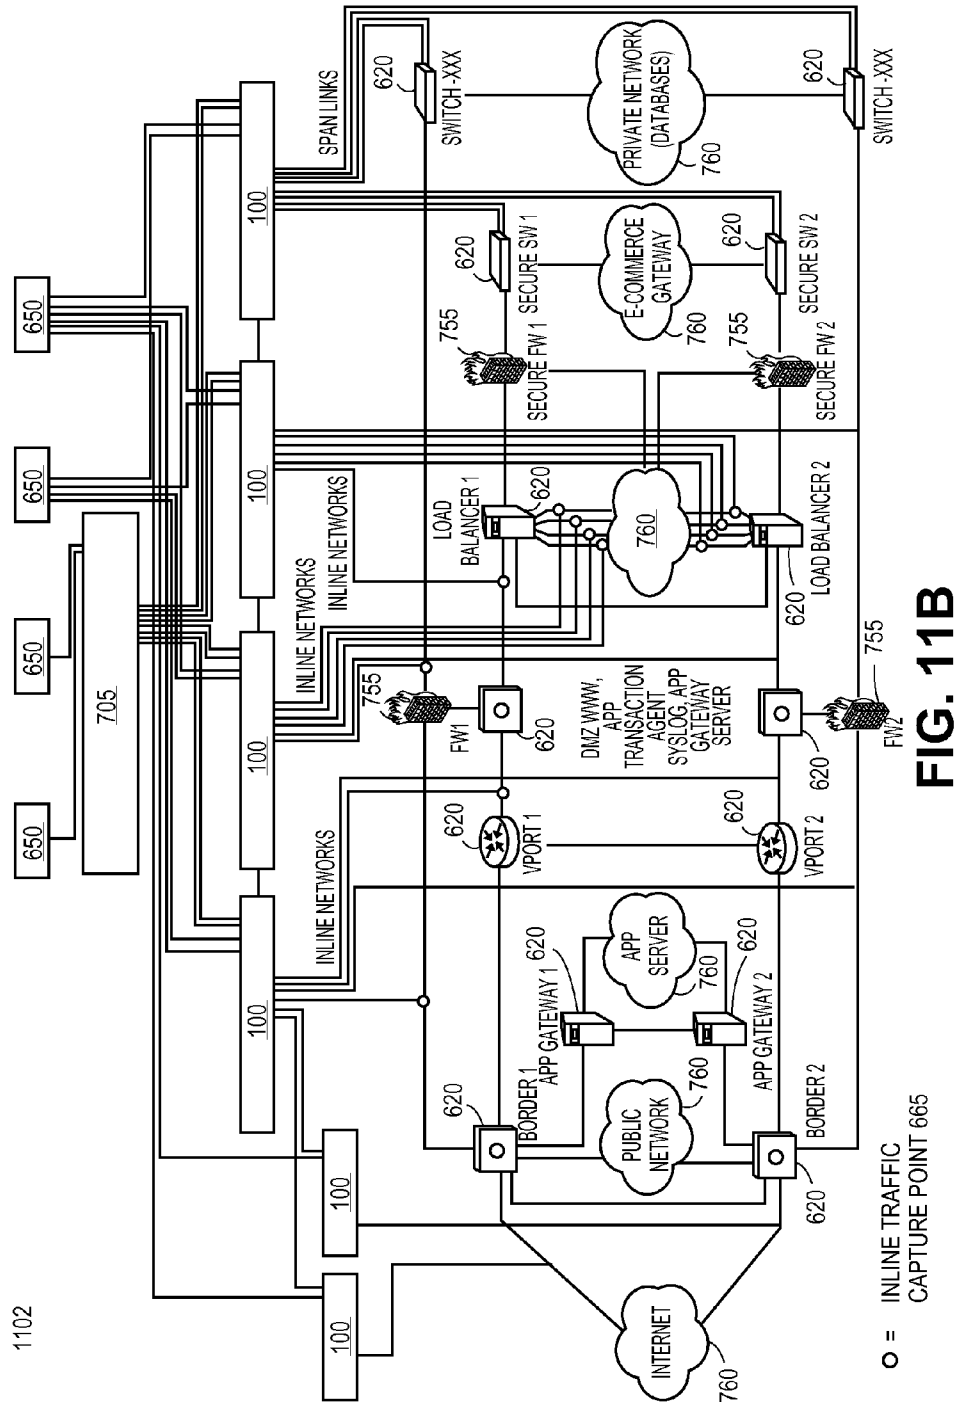 1102
650
650
650
650
705
100
100
100
100
100
100
SPAN LINKS
INLINE NETWORKS
INLINE NETWORKS
INLINE NETWORKS
620
SWITCH-XXX
PRIVATE NETWORK
(DATABASES)
760
620
SWITCH-XXX
620
SECURE SW 1
E-COMMERCE
GATEWAY
760
620
SECURE SW 2
755
SECURE FW 1
755
SECURE FW 2
LOAD
BALANCER 1
620
760
LOAD BALANCER 2
620
755
FW1
620
DMZ WWW,
APP
TRANSACTION
AGENT
SYSLOG, APP
GATEWAY
SERVER
620
755
FW2
620
VPORT 1
620
VPORT 2
APP
SERVER
760
620
APP GATEWAY 1
620
APP GATEWAY 2
620
BORDER 1
PUBLIC
NETWORK
760
BORDER 2
620
INTERNET
760
O = INLINE TRAFFIC
CAPTURE POINT 665
FIG. 11B